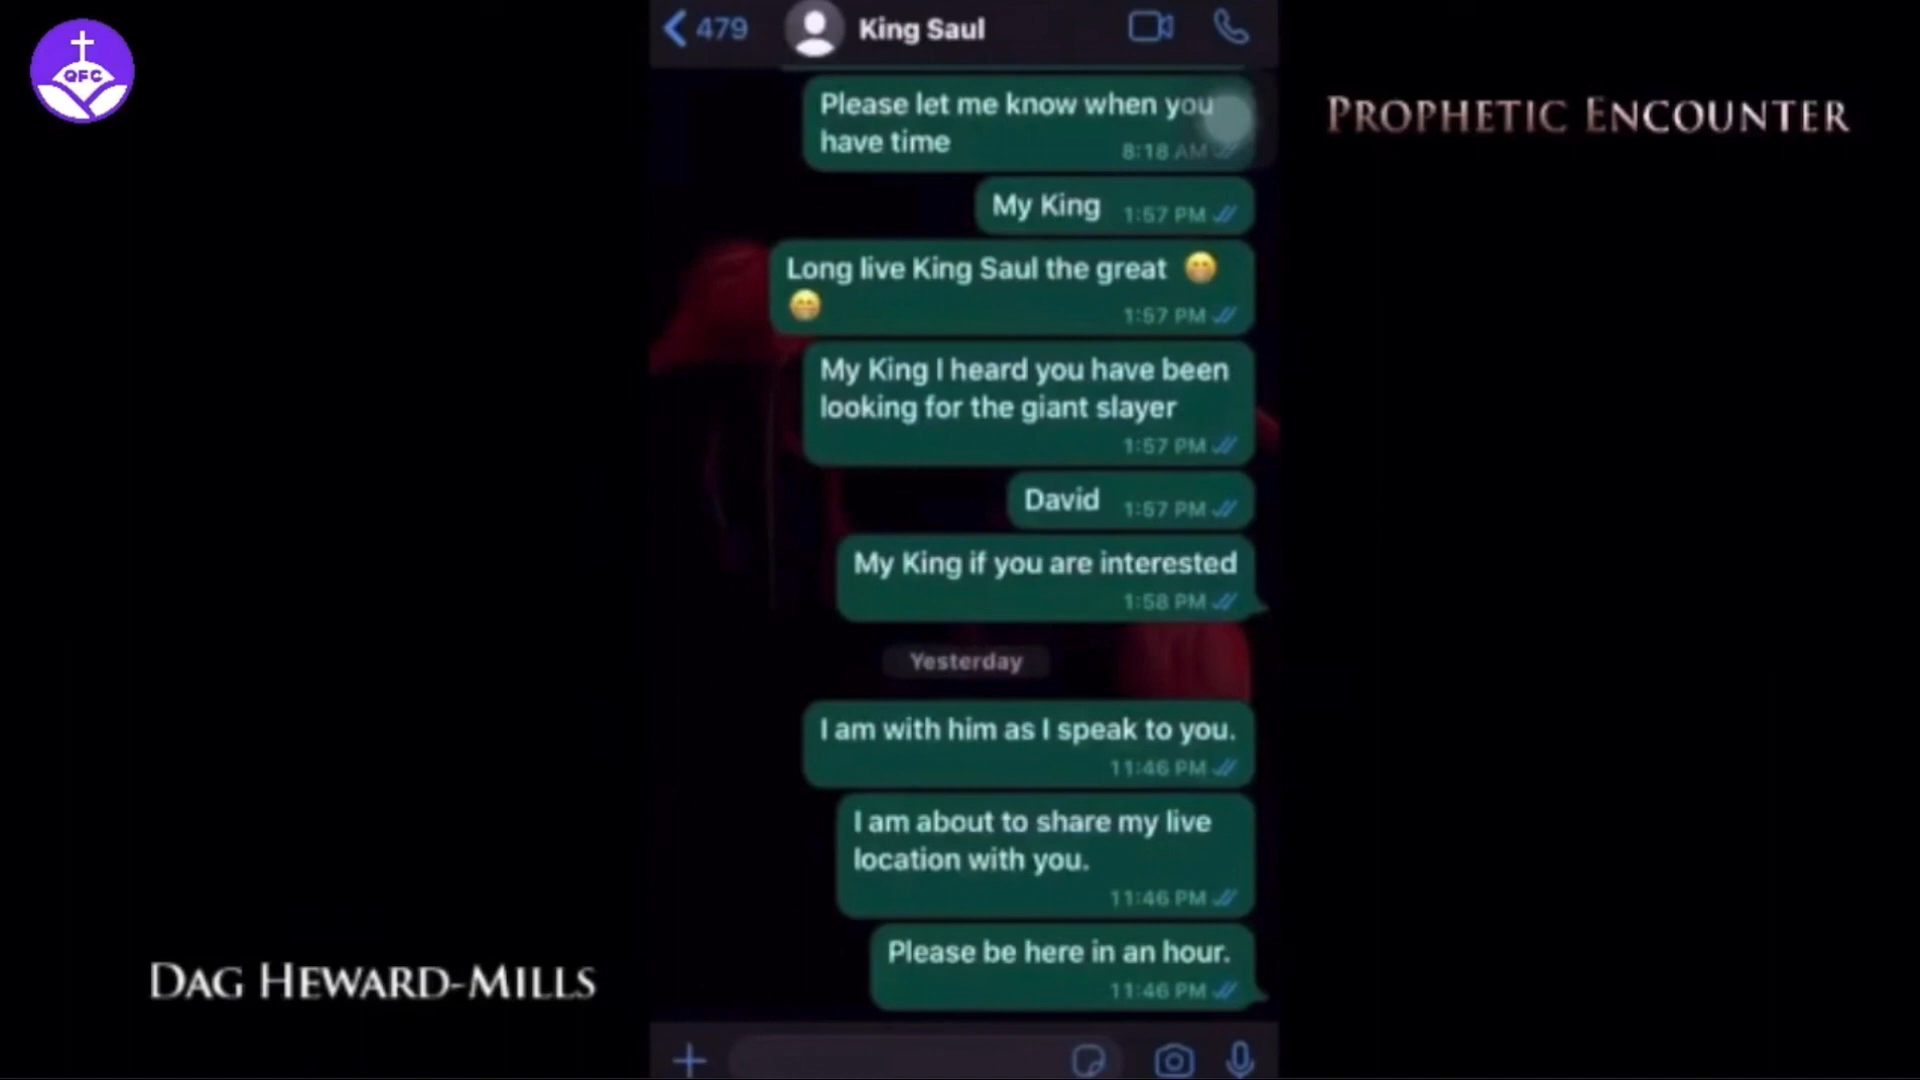 QFC
479
King Saul
PROPHETIC ENCOUNTER
Please let me know when you
have time
8:18 AM
My King 1:57 PM
Long live King Saul the great 😁
😁
1:57 PM
My King I heard you have been
looking for the giant slayer
1:57 PM
David 1:57 PM
My King if you are interested
1:58 PM
Yesterday
I am with him as I speak to you.
11:46 PM
I am about to share my live
location with you.
11:46 PM
Please be here in an hour.
11:46 PM
DAG HEWARD-MILLS